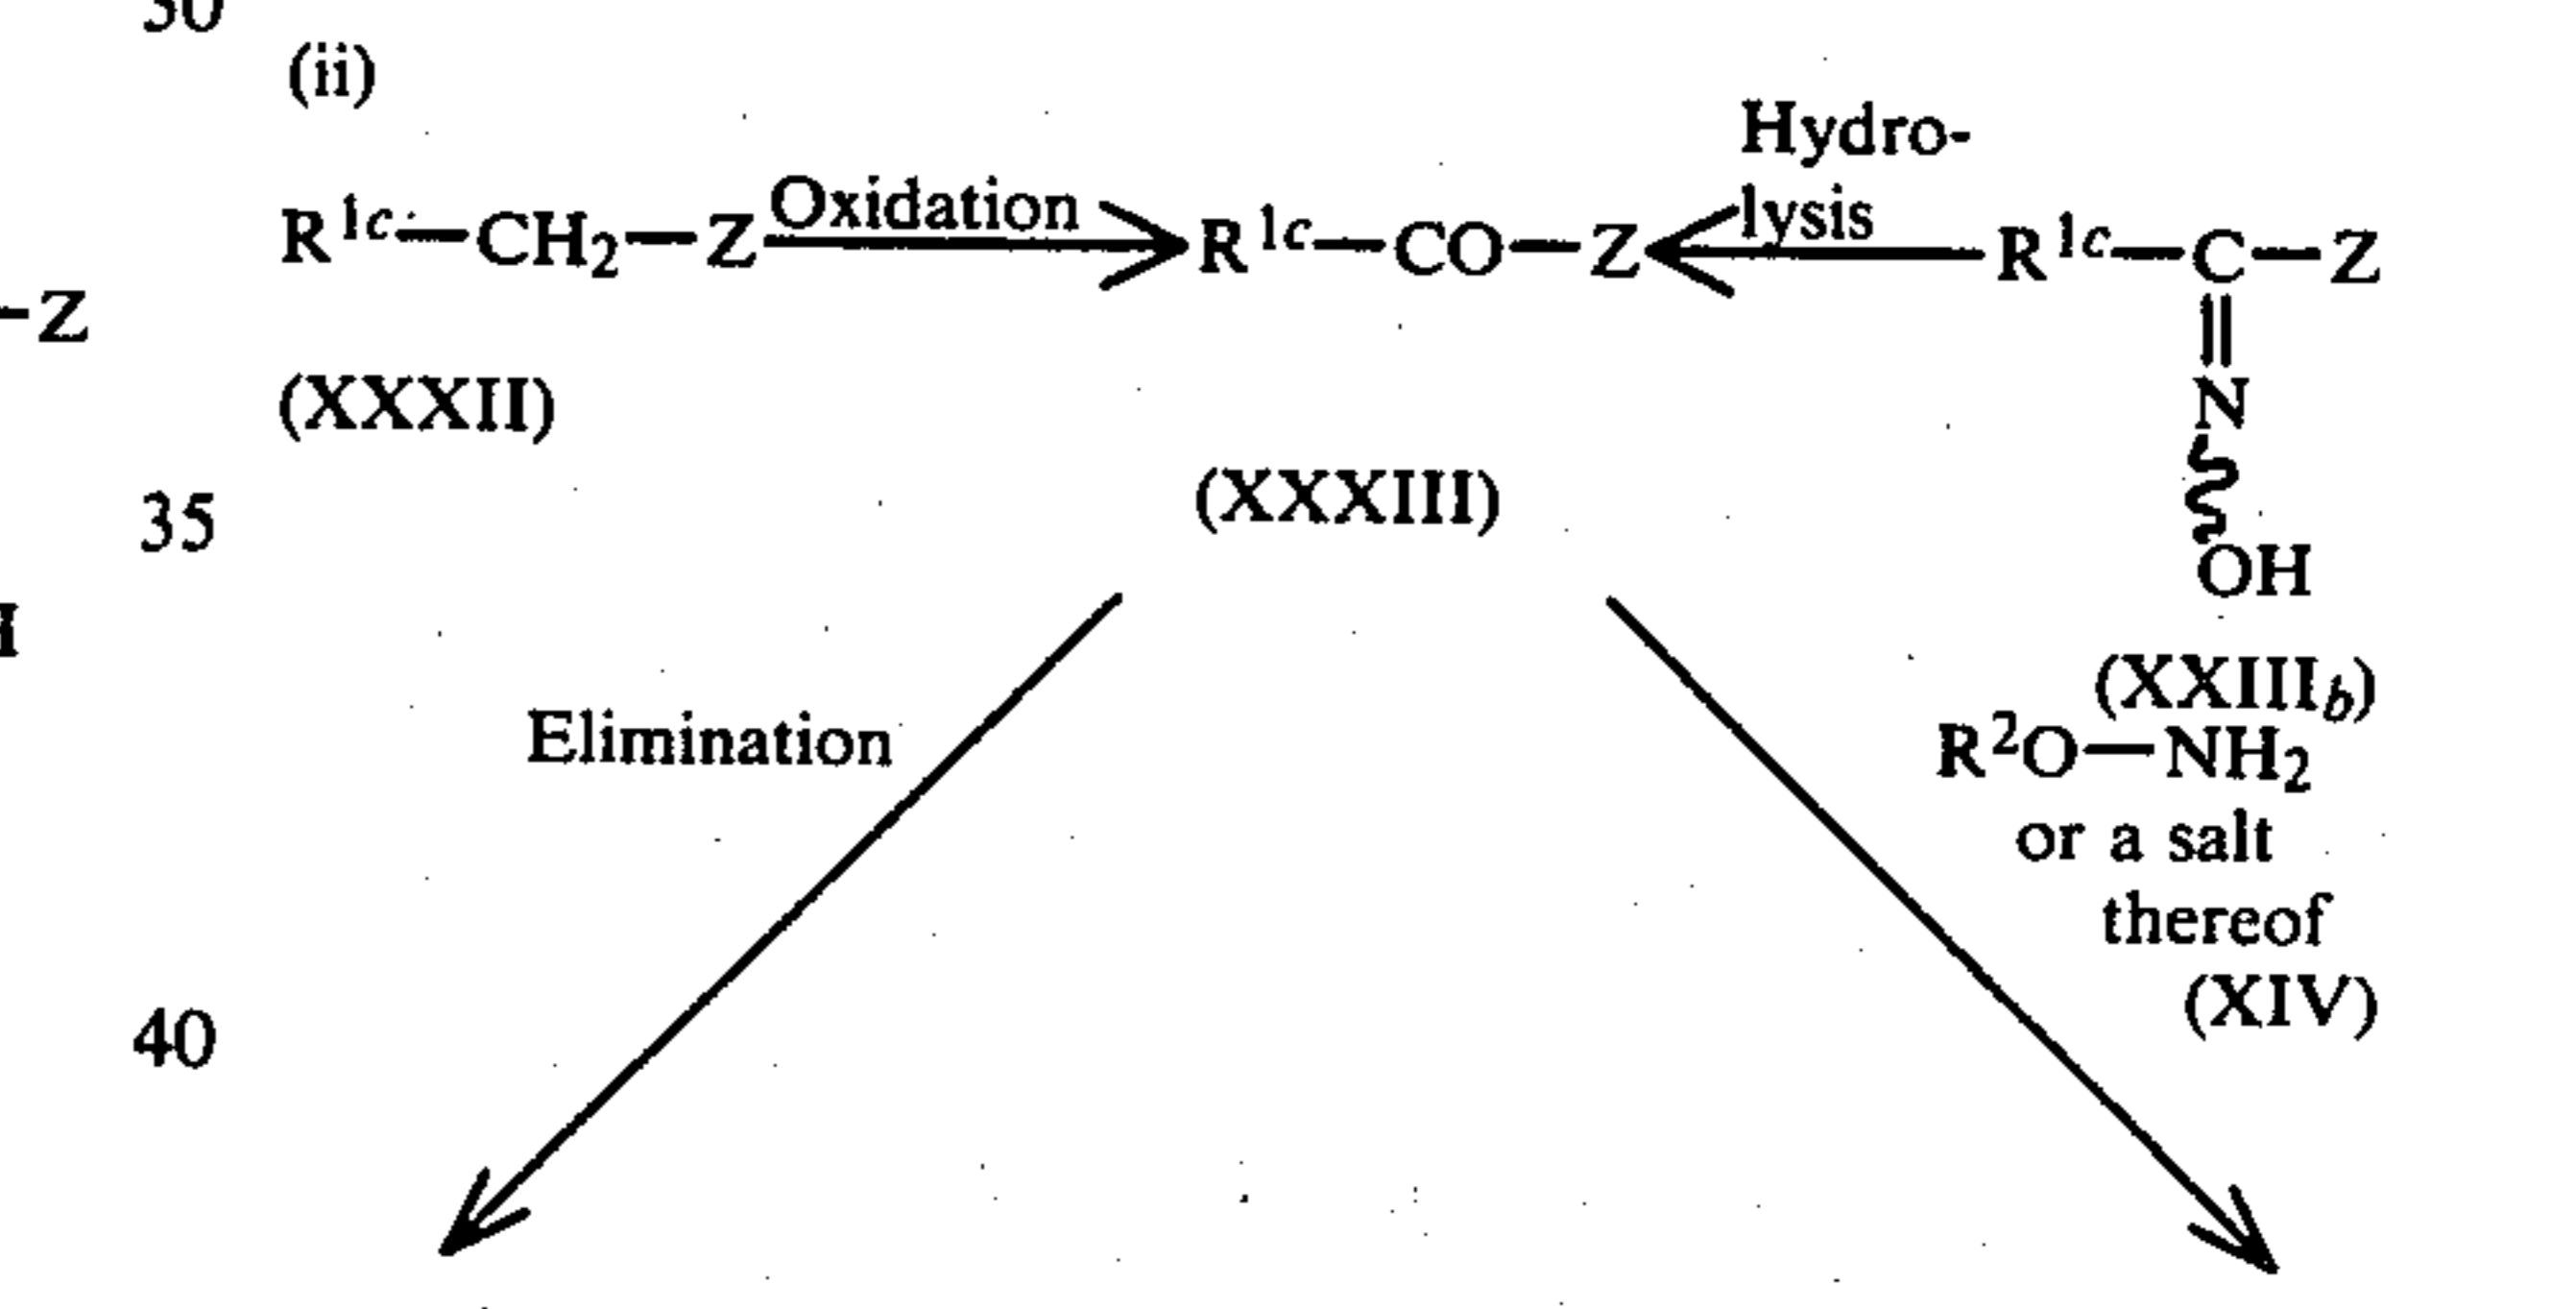 30
(ii)
Hydro-
lysis
R¹ᶜ—CH₂—Z Oxidation R¹ᶜ—CO—Z R¹ᶜ—C—Z
—Z
N
(XXXII)
(XXXIII)
35
OH
H
(XXIII_b)
Elimination
R²O—NH₂
or a salt
thereof
(XIV)
40